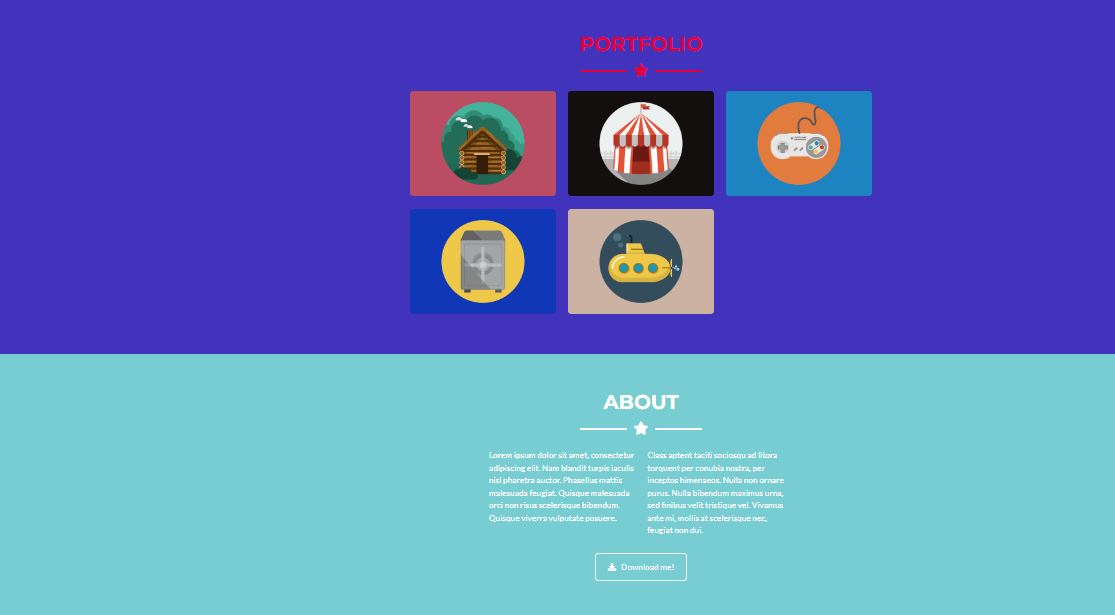 PORTFOLIO
ABOUT
Lorem ipsum dolor sit amet, consectetur
adipiscing elit. Nam blandit turpis iaculis
nisl pharetra auctor. Phasellus mattis
malesuada feugiat. Quisque malesuada
orci non risus scelerisque bibendum.
Quisque viverra vulputate posuere.
Class aptent taciti sociosqu ad litora
torquent per conubia nostra, per
inceptos himenaeos. Nulla non ornare
purus. Nulla bibendum maximus urna,
sed finibus velit tristique vel. Vivamus
ante mi, mollis at scelerisque nec,
feugiat non dui.
Download me!